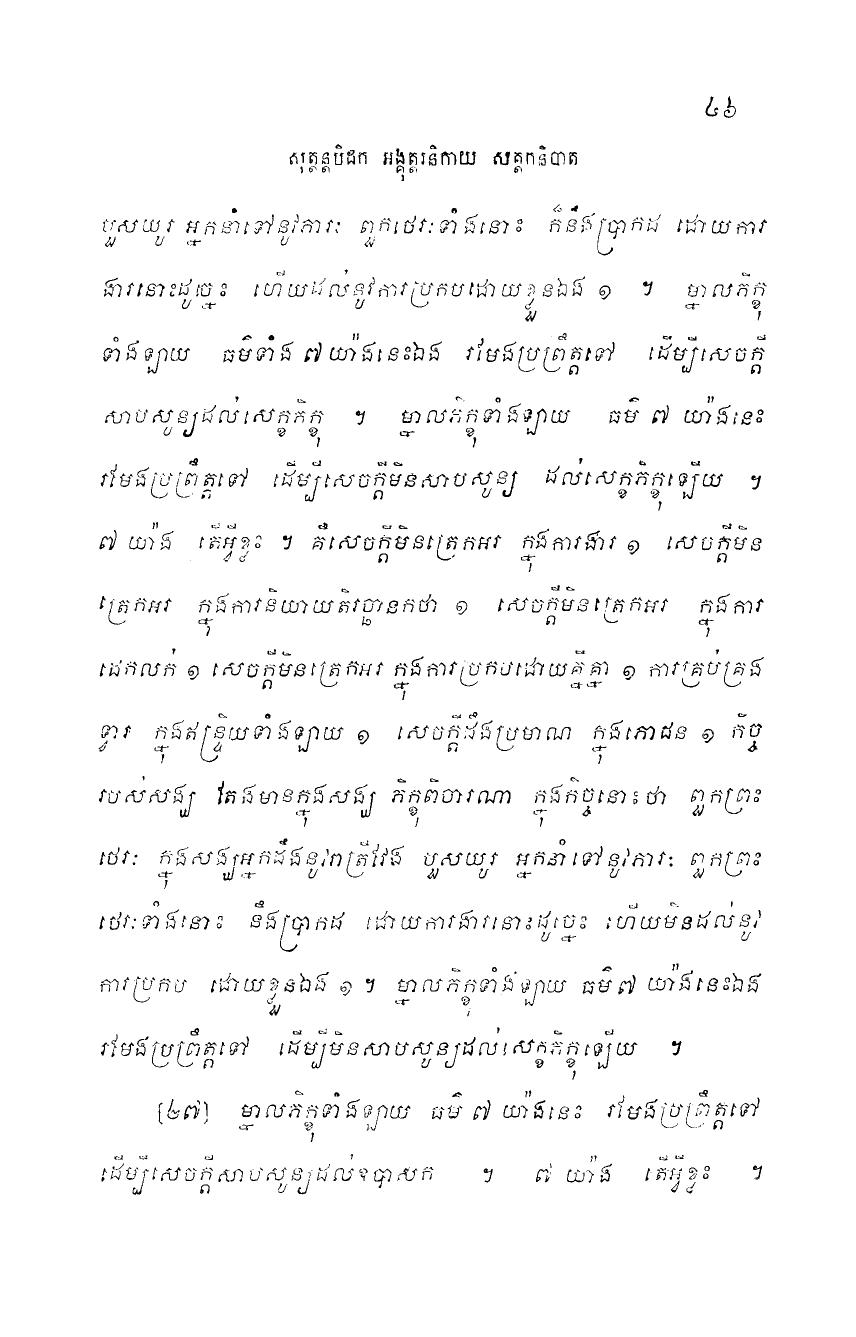 ៤៦
សុត្តន្តបិដក អង្គុត្តរនិកាយ សត្តកនិបាត
បួសយូរ អ្នកនាំទៅនូវភារៈ ពួកថេរៈទាំងនោះ ក៏នឹងប្រាកដ ដោយការ
ងារនោះដូច្នេះ ហើយដល់នូវការប្រកបដោយខ្លួនឯង ១ ។ ម្នាលភិក្ខុ
ទាំងឡាយ ធម៌ទាំង ៧ យ៉ាងនេះឯង រមែងប្រព្រឹត្តទៅ ដើម្បីសេចក្តី
សាបសូន្យដល់សេក្ខភិក្ខុ ។ ម្នាលភិក្ខុទាំងឡាយ ធម៌ ៧ យ៉ាងនេះ
រមែងប្រព្រឹត្តទៅ ដើម្បីសេចក្តីមិនសាបសូន្យ ដល់សេក្ខភិក្ខុឡើយ ។
៧ យ៉ាង តើអ្វីខ្លះ ។ គឺសេចក្តីមិនត្រេកអរ ក្នុងការងារ ១ សេចក្តីមិន
ត្រេកអរ ក្នុងការនិយាយតិរច្ឆានកថា ១ សេចក្តីមិនត្រេកអរ ក្នុងការ
ដេកលក់ ១ សេចក្តីមិនត្រេកអរ ក្នុងការប្រកបដោយគ្នីគ្នា ១ ការគ្រប់គ្រង
ទ្វារ ក្នុងឥន្ទ្រិយទាំងឡាយ ១ សេចក្តីដឹងប្រមាណ ក្នុងភោជន ១ កិច្ច
របស់សង្ឃ តែងមានក្នុងសង្ឃ ភិក្ខុពិចារណា ក្នុងកិច្ចនោះថា ពួកព្រះ
ថេរៈ ក្នុងសង្ឃអ្នកដឹងនូវរាត្រីវែង បួសយូរ អ្នកនាំទៅនូវភារៈ ពួកព្រះ
ថេរៈទាំងនោះ នឹងប្រាកដ ដោយការងារនោះដូច្នេះ ហើយមិនដល់នូវ
ការប្រកប ដោយខ្លួនឯង ១ ។ ម្នាលភិក្ខុទាំងឡាយ ធម៌ ៧ យ៉ាងនេះឯង
រមែងប្រព្រឹត្តទៅ ដើម្បីមិនសាបសូន្យដល់សេក្ខភិក្ខុឡើយ ។
[២៧] ម្នាលភិក្ខុទាំងឡាយ ធម៌ ៧ យ៉ាងនេះ រមែងប្រព្រឹត្តទៅ
ដើម្បីសេចក្តីសាបសូន្យដល់ឧបាសក ។ ៧ យ៉ាង តើអ្វីខ្លះ ។